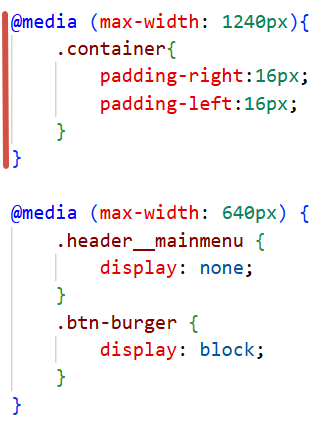 @media (max-width: 1240px){
    .container{
        padding-right:16px;
        padding-left:16px;
    }
}

@media (max-width: 640px) {
    .header__mainmenu {
        display: none;
    }
    .btn-burger {
        display: block;
    }
}